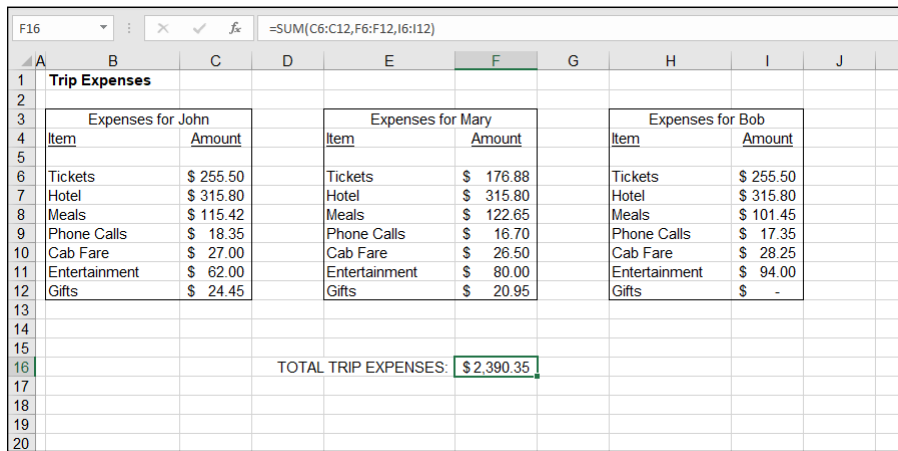 F16 fx =SUM(C6:C12,F6:F12,I6:I12)
A B C D E F G H I J
1 Trip Expenses
2
3 Expenses for John Expenses for Mary Expenses for Bob
4 Item Amount Item Amount Item Amount
5
6 Tickets $ 255.50 Tickets $ 176.88 Tickets $ 255.50
7 Hotel $ 315.80 Hotel $ 315.80 Hotel $ 315.80
8 Meals $ 115.42 Meals $ 122.65 Meals $ 101.45
9 Phone Calls $ 18.35 Phone Calls $ 16.70 Phone Calls $ 17.35
10 Cab Fare $ 27.00 Cab Fare $ 26.50 Cab Fare $ 28.25
11 Entertainment $ 62.00 Entertainment $ 80.00 Entertainment $ 94.00
12 Gifts $ 24.45 Gifts $ 20.95 Gifts $ -
13
14
15
16 TOTAL TRIP EXPENSES: $ 2,390.35
17
18
19
20